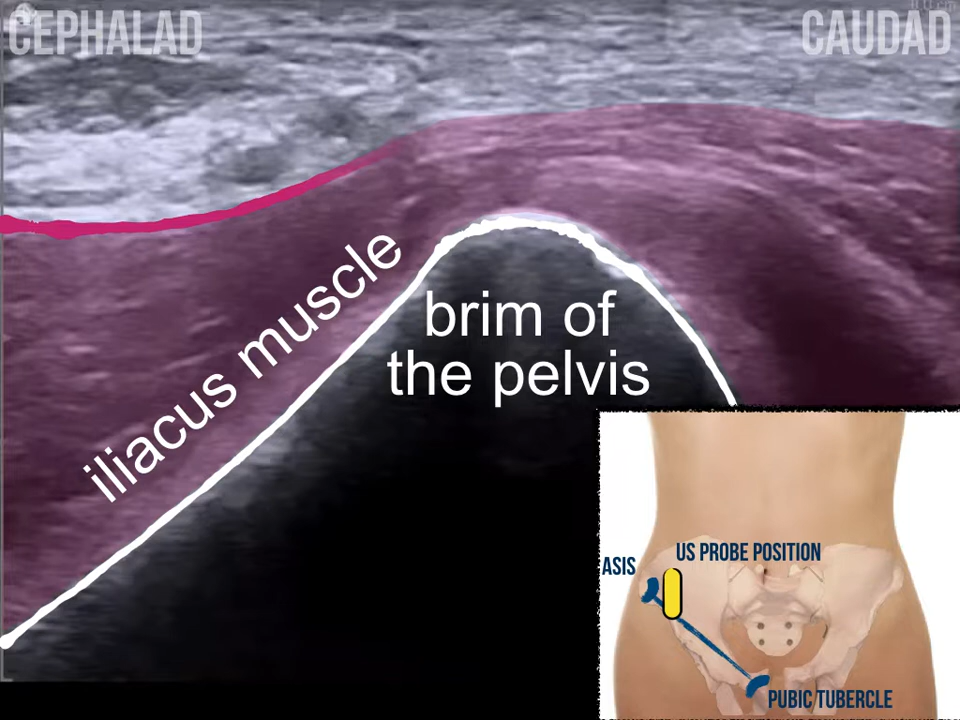 CEPHALAD
CAUDAD
iliacus muscle
brim of
the pelvis
US PROBE POSITION
ASIS
PUBIC TUBERCLE